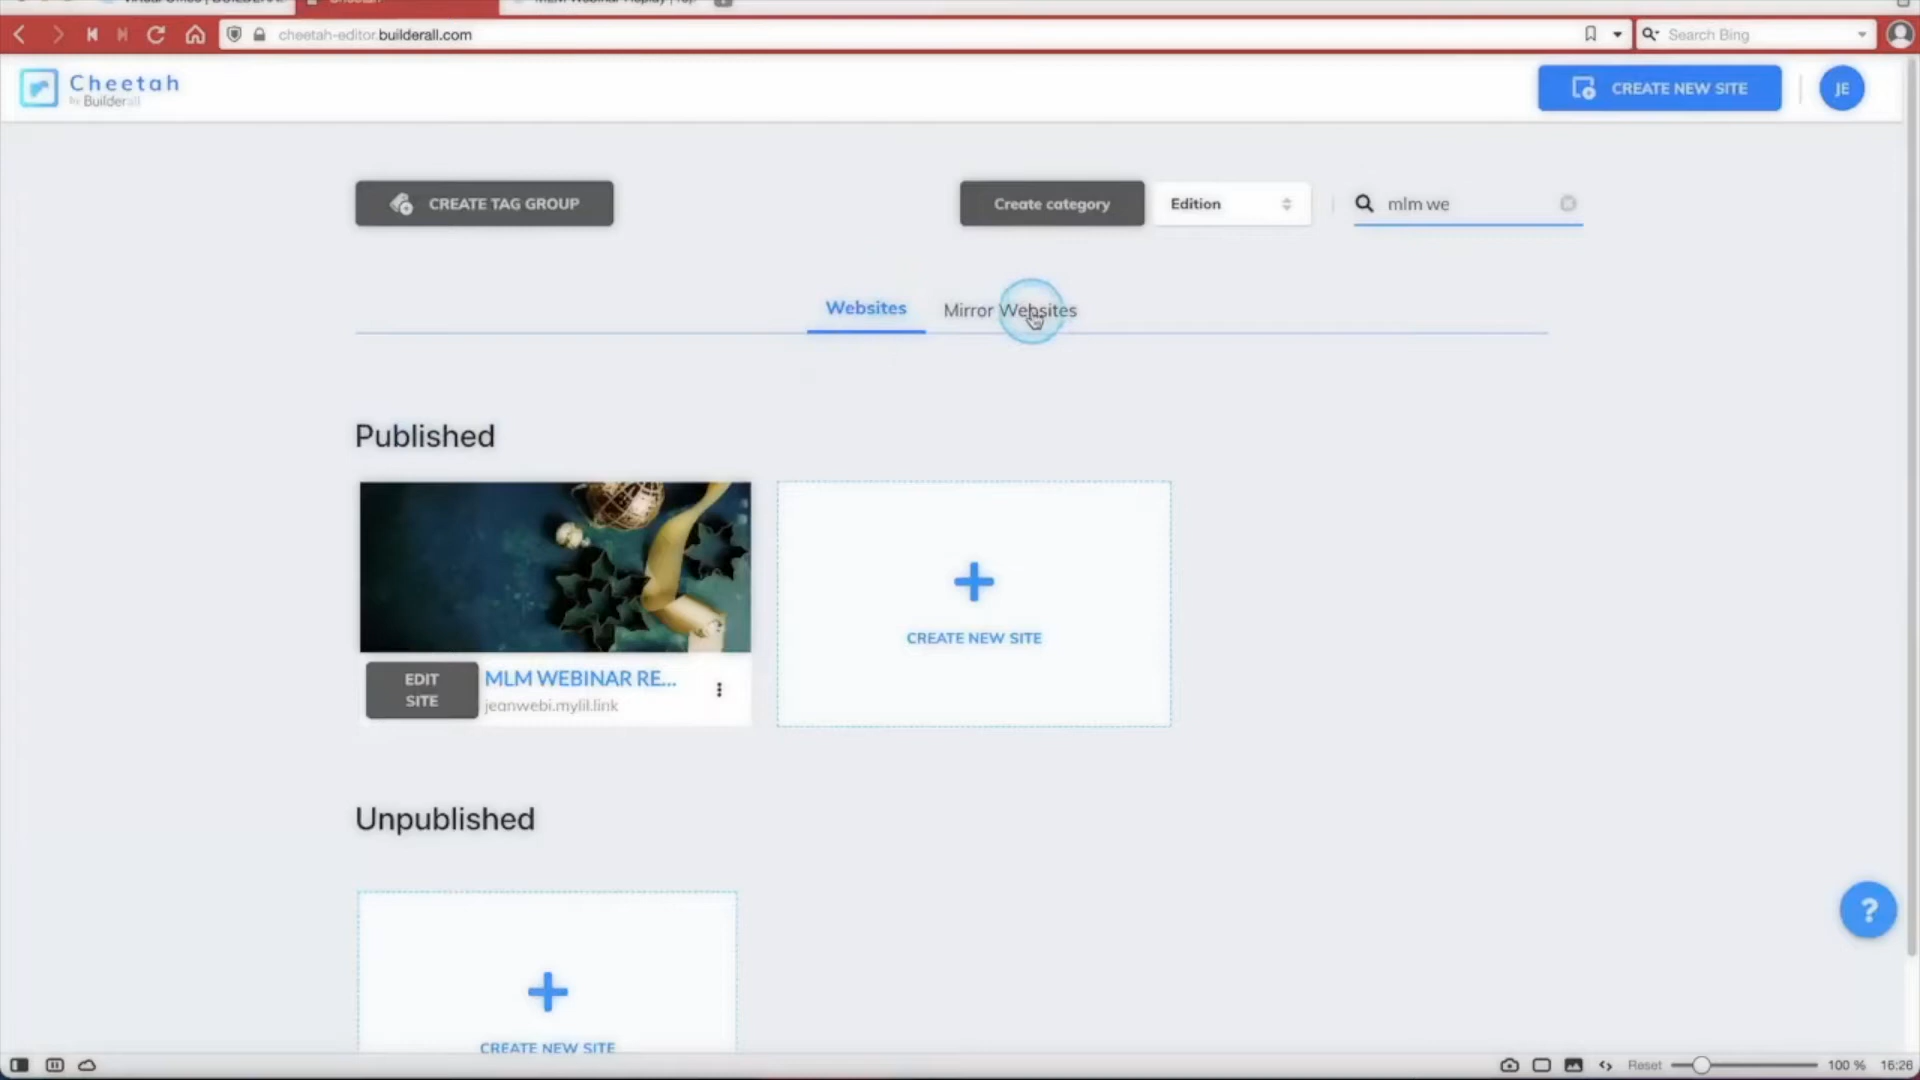 Cheetah
cheetah-editor.builderall.com
Search Bing
Cheetah
by Builderall
CREATE NEW SITE
JE
CREATE TAG GROUP
Create category
Edition
mlm we
Websites
Mirror Websites
Published
EDIT
SITE
MLM WEBINAR RE...
jeanwebi.mylil.link
CREATE NEW SITE
Unpublished
CREATE NEW SITE
?
Reset
100 %
16:26